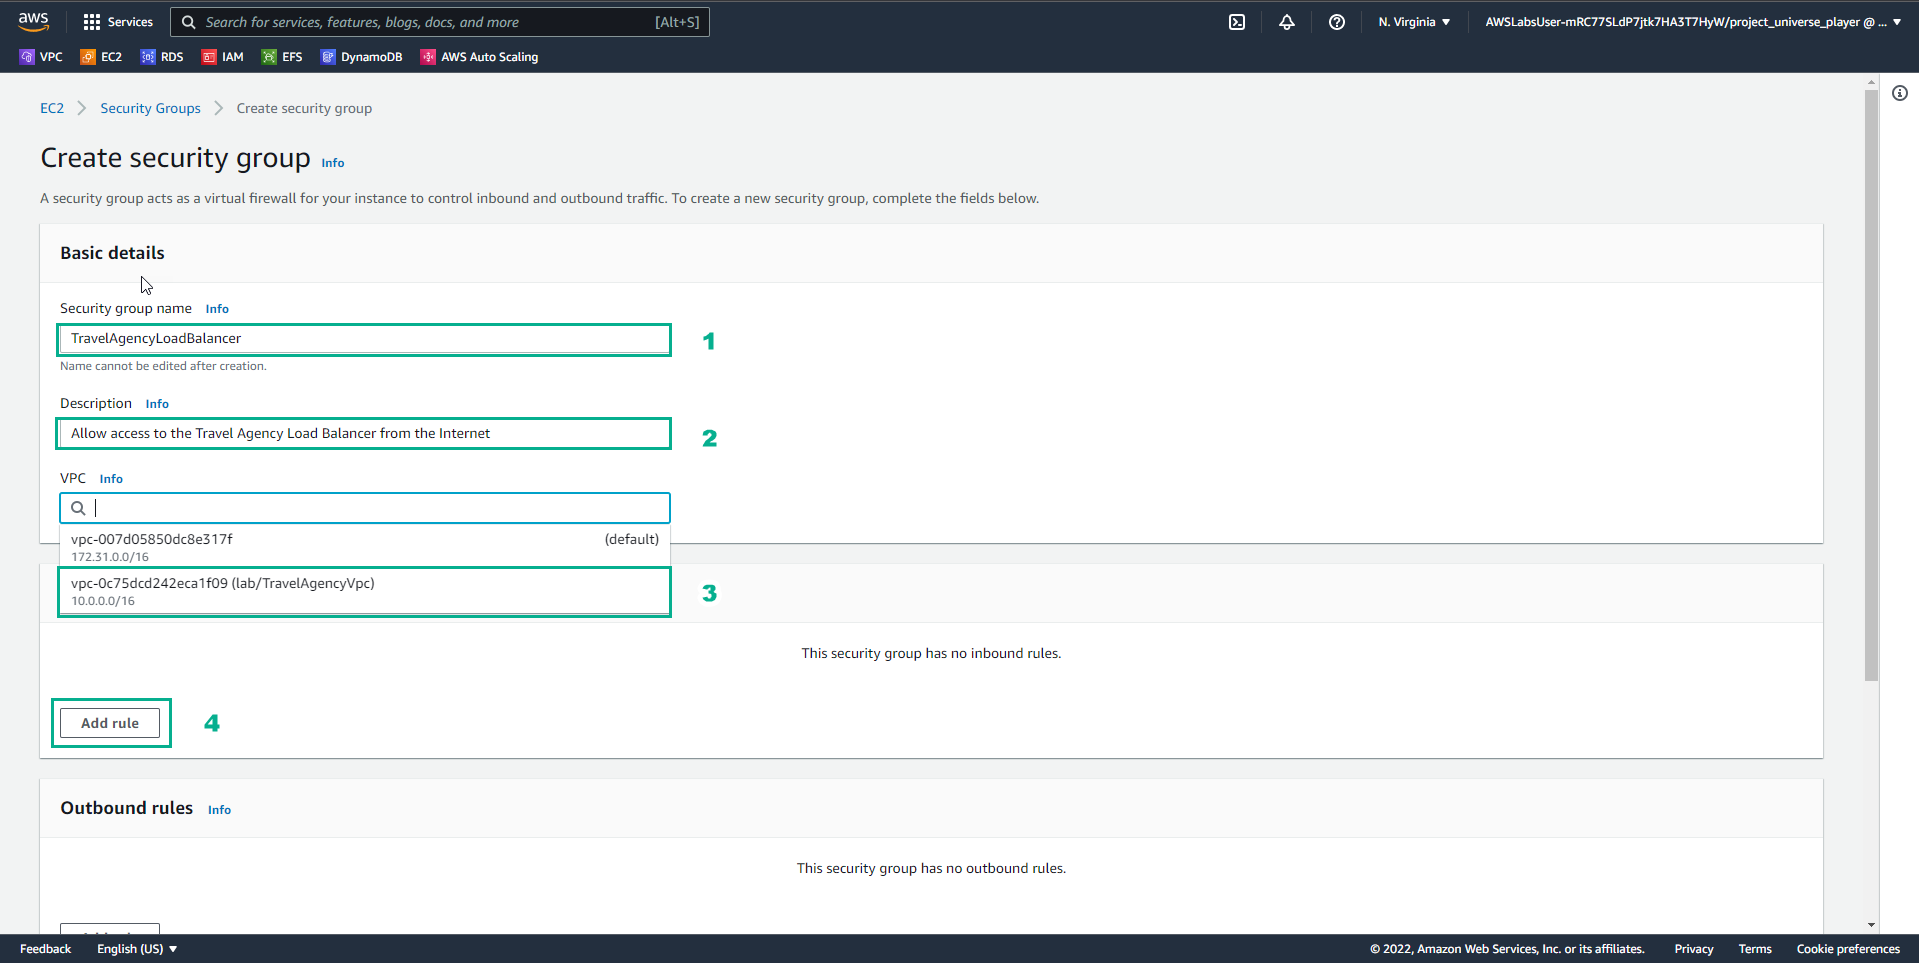 aws Services Search for services, features, blogs, docs, and more [Alt+S] N. Virginia ▼ AWSLabsUser-mRC77SLdP7jtk7HA3T7HyW/project_universe_player @ ... ▼
VPC EC2 RDS IAM EFS DynamoDB AWS Auto Scaling
EC2 > Security Groups > Create security group
Create security group Info
A security group acts as a virtual firewall for your instance to control inbound and outbound traffic. To create a new security group, complete the fields below.
Basic details
Security group name Info
TravelAgencyLoadBalancer 1
Name cannot be edited after creation.
Description Info
Allow access to the Travel Agency Load Balancer from the Internet 2
VPC Info
vpc-007d05850dc8e317f (default)
172.31.0.0/16
vpc-0c75dcd242eca1f09 (lab/TravelAgencyVpc) 3
10.0.0.0/16
This security group has no inbound rules.
Add rule 4
Outbound rules Info
This security group has no outbound rules.
Feedback English (US) ▼ © 2022, Amazon Web Services, Inc. or its affiliates. Privacy Terms Cookie preferences